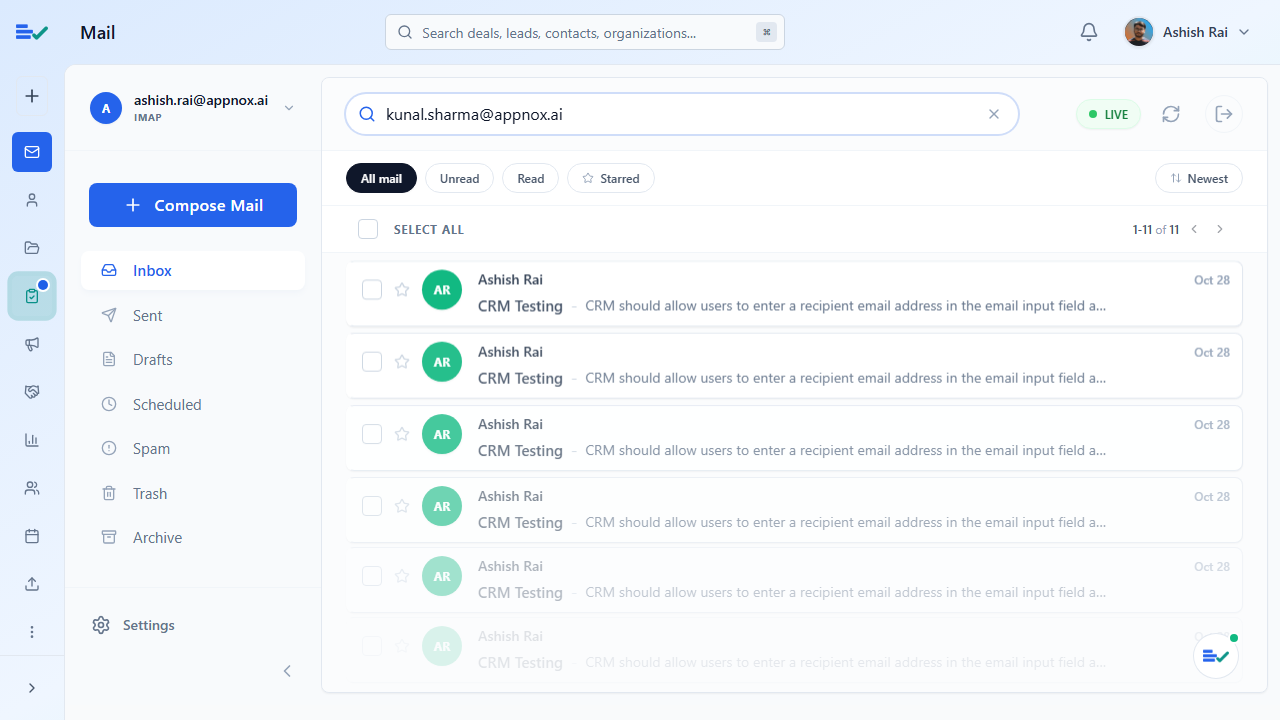 Mail
Search deals, leads, contacts, organizations...
⌘
Ashish Rai
A
ashish.rai@appnox.ai
IMAP
kunal.sharma@appnox.ai
LIVE
Compose Mail
All mail
Unread
Read
Starred
Newest
SELECT ALL
1-11 of 11
Inbox
Sent
Drafts
Scheduled
Spam
Trash
Archive
Settings
AR
Ashish Rai
Oct 28
CRM Testing - CRM should allow users to enter a recipient email address in the email input field a...
AR
Ashish Rai
Oct 28
CRM Testing - CRM should allow users to enter a recipient email address in the email input field a...
AR
Ashish Rai
Oct 28
CRM Testing - CRM should allow users to enter a recipient email address in the email input field a...
AR
Ashish Rai
Oct 28
CRM Testing - CRM should allow users to enter a recipient email address in the email input field a...
AR
Ashish Rai
Oct 28
CRM Testing - CRM should allow users to enter a recipient email address in the email input field a...
AR
Ashish Rai
CRM Testing - CRM should allow users to enter a recipient email address in the email input field a...